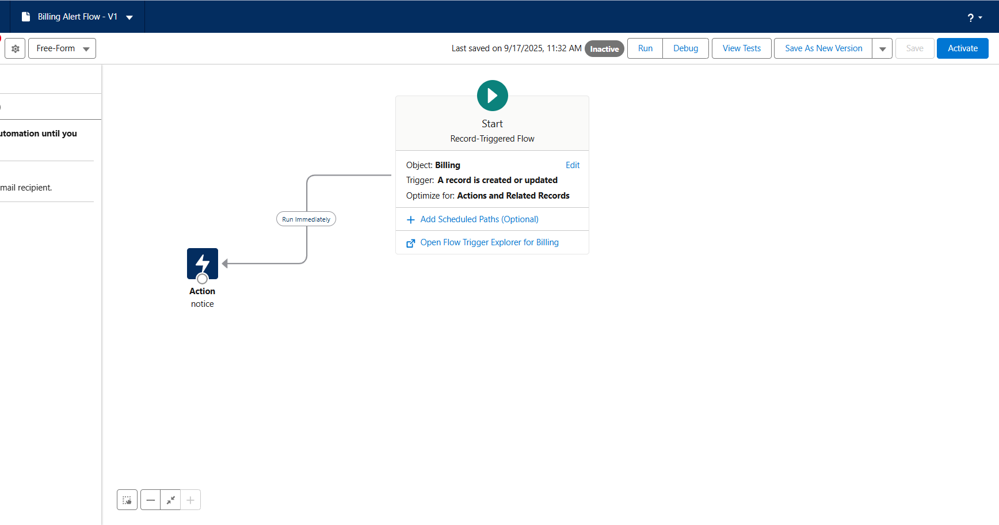 Billing Alert Flow - V1
?
Free-Form
Last saved on 9/17/2025, 11:32 AM
Inactive
Run
Debug
View Tests
Save As New Version
Save
Activate
utomation until you
mail recipient.
Start
Record-Triggered Flow
Object: Billing
Edit
Trigger: A record is created or updated
Optimize for: Actions and Related Records
Add Scheduled Paths (Optional)
Open Flow Trigger Explorer for Billing
Run Immediately
Action
notice